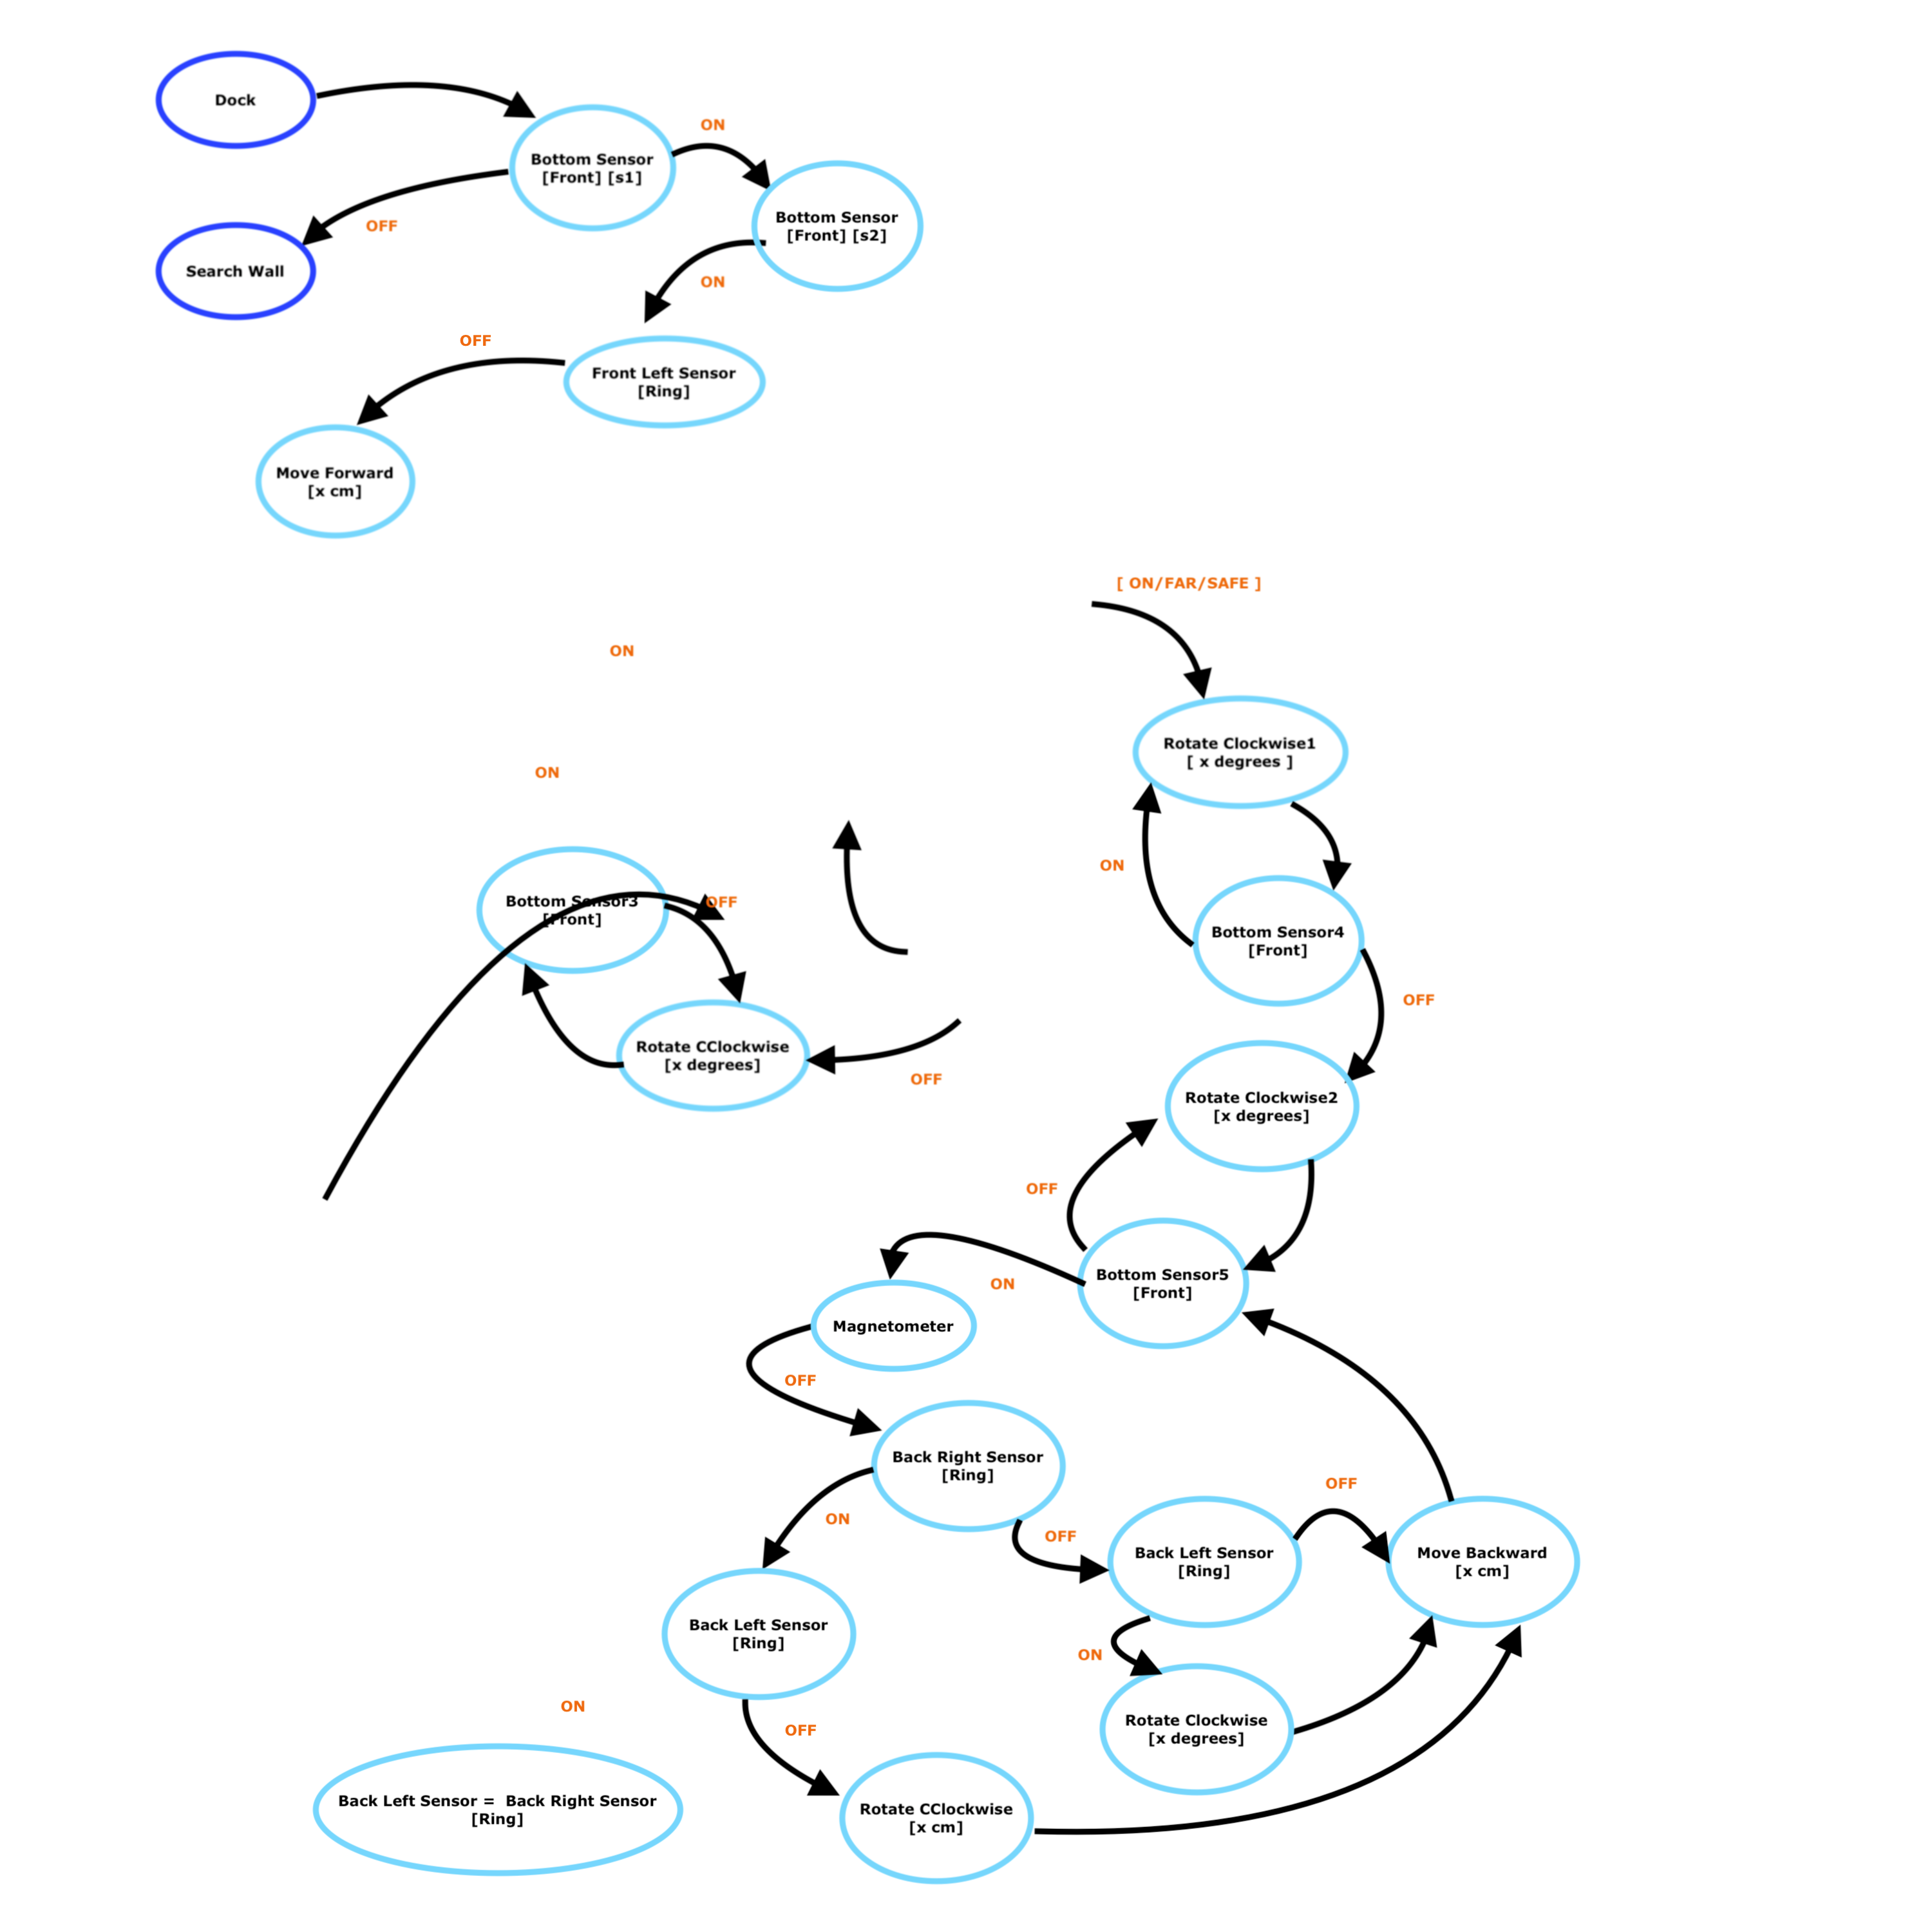 Dock
ON
Bottom Sensor
[Front] [s1]
Bottom Sensor
[Front] [s2]
OFF
Search Wall
ON
OFF
Front Left Sensor
[Ring]
Move Forward
[x cm]
[ ON/FAR/SAFE ]
ON
Rotate Clockwise1
[ x degrees ]
ON
ON
Bottom Sensor3
[Front]
OFF
Bottom Sensor4
[Front]
OFF
Rotate CClockwise
[x degrees]
OFF
Rotate Clockwise2
[x degrees]
OFF
Bottom Sensor5
[Front]
ON
Magnetometer
OFF
Back Right Sensor
[Ring]
OFF
ON
OFF
Back Left Sensor
[Ring]
Move Backward
[x cm]
Back Left Sensor
[Ring]
ON
ON
OFF
Rotate Clockwise
[x degrees]
Back Left Sensor =  Back Right Sensor
[Ring]
Rotate CClockwise
[x cm]